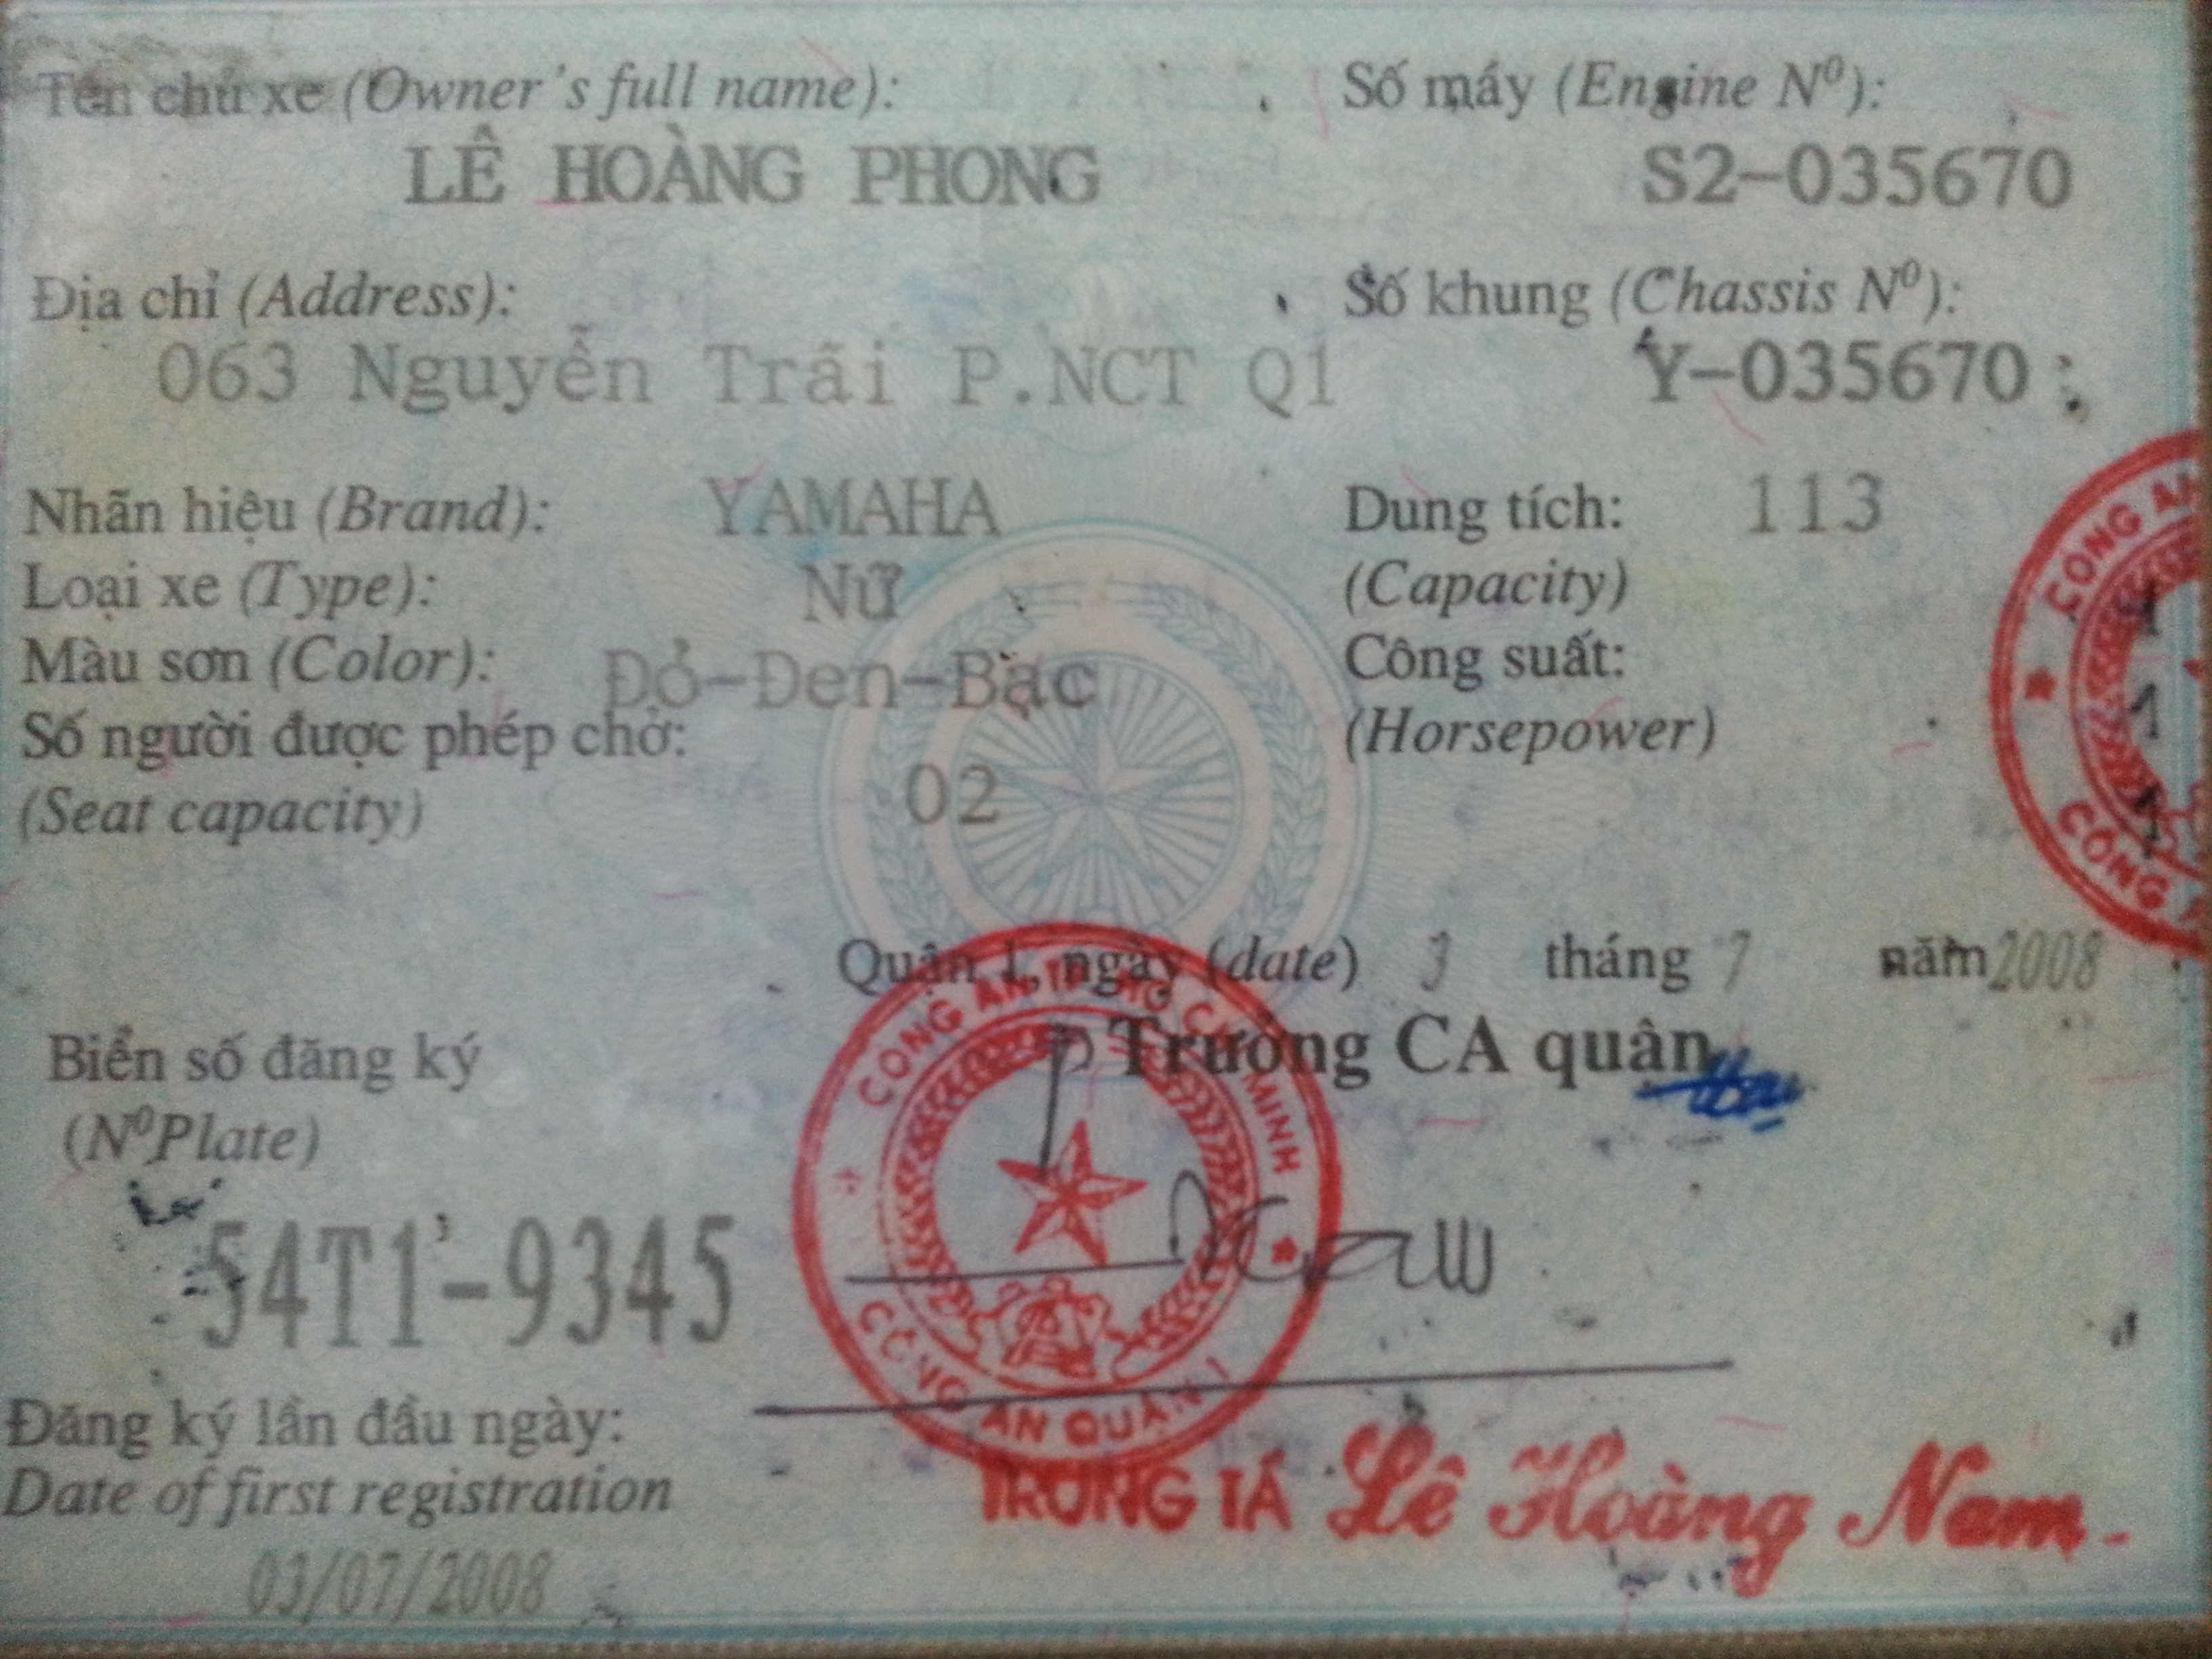 Tên chủ xe (Owner's full name):
LÊ HOÀNG PHONG
Địa chỉ (Address):
063 Nguyễn Trãi P.NCT Q1
Nhãn hiệu (Brand): YAMAHA
Loại xe (Type): Nữ
Màu sơn (Color): Đỏ-Đen-Bạc
Số người được phép chở:
(Seat capacity) 02
Số máy (Engine Nº):
S2-035670
Số khung (Chassis Nº):
Y-035670
Dung tích: 113
(Capacity)
Công suất:
(Horsepower)
CÔNG AN
CÔNG
Quận 1, ngày (date) 3 tháng 7 năm 2008
Trưởng CA quận
Biển số đăng ký
(NºPlate)
54T1-9345
CÔNG AN TP HỒ CHÍ MINH
CÔNG AN QUẬN 1
Đăng ký lần đầu ngày:
Date of first registration
03/07/2008
TRUNG TÁ Lê Hoàng Nam